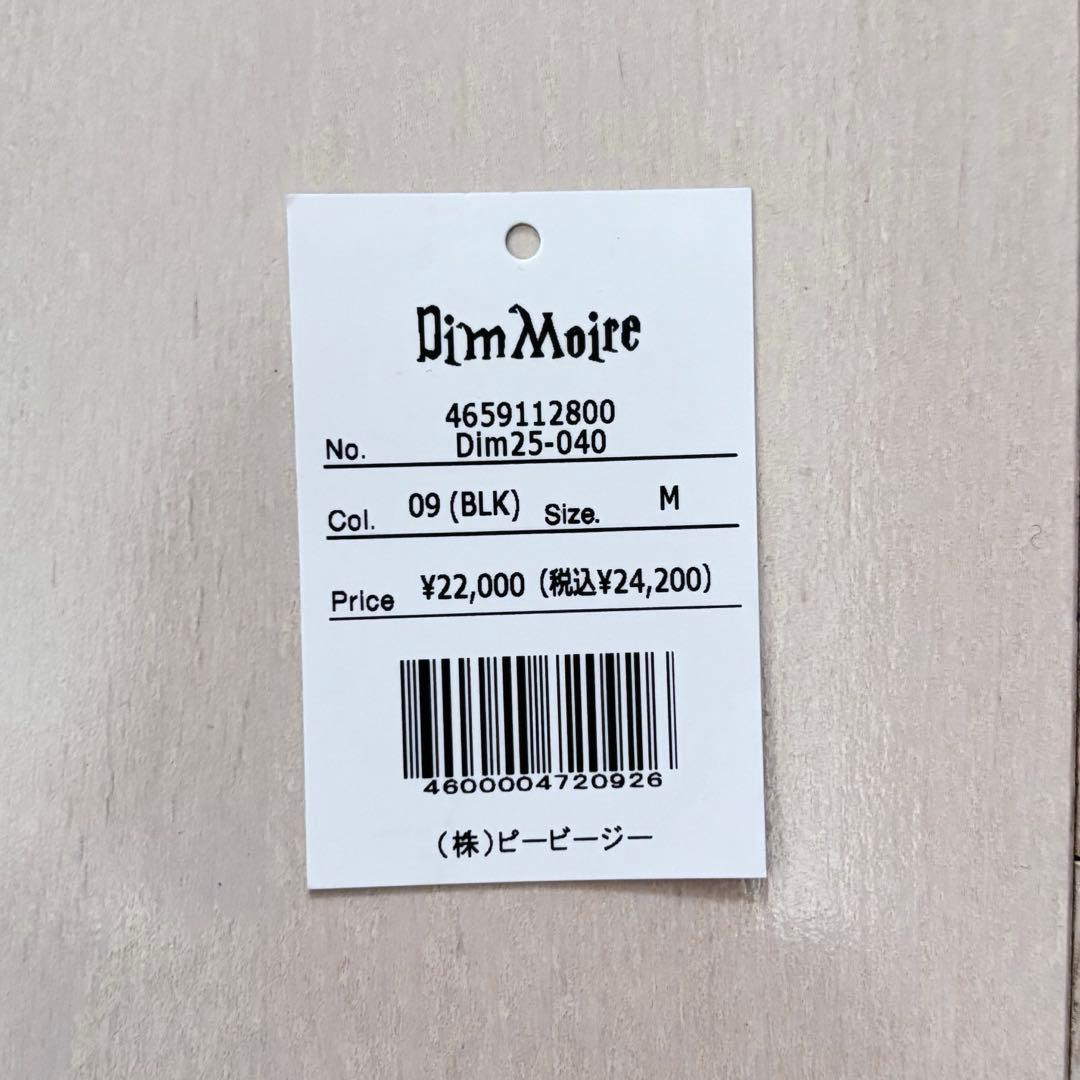 Dim Moire
4659112800
No. Dim25-040
Col. 09 (BLK) Size. M
Price ¥22,000 (税込¥24,200)
4600004720926
(株)ピービージー